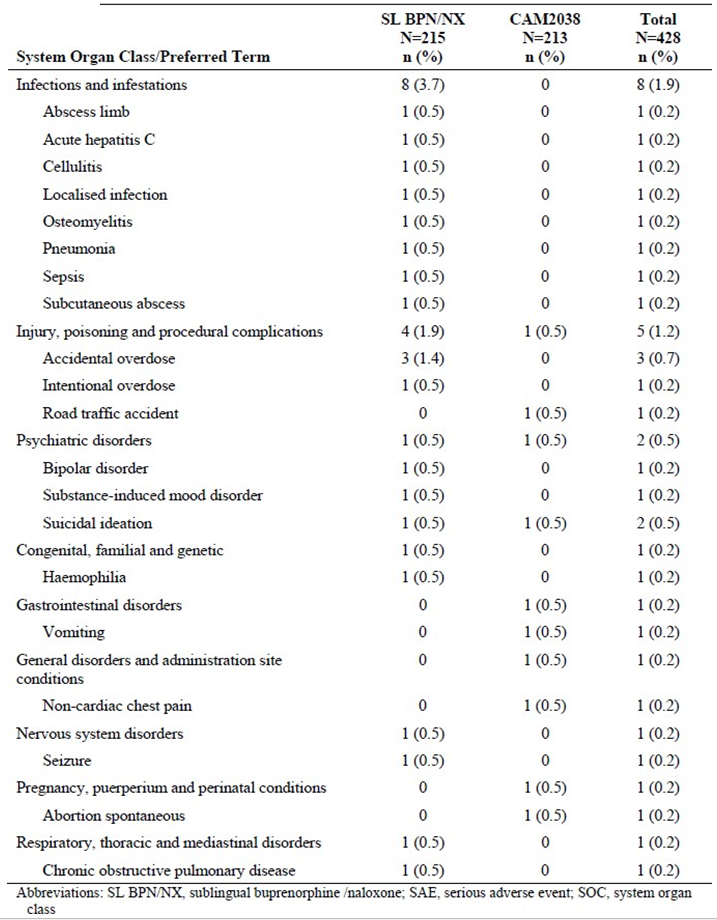 SL BPN/NX CAM2038 Total
N=215 N=213 N=428
System Organ Class/Preferred Term n (%) n (%) n (%)
Infections and infestations 8 (3.7) 0 8 (1.9)
Abscess limb 1 (0.5) 0 1 (0.2)
Acute hepatitis C 1 (0.5) 0 1 (0.2)
Cellulitis 1 (0.5) 0 1 (0.2)
Localised infection 1 (0.5) 0 1 (0.2)
Osteomyelitis 1 (0.5) 0 1 (0.2)
Pneumonia 1 (0.5) 0 1 (0.2)
Sepsis 1 (0.5) 0 1 (0.2)
Subcutaneous abscess 1 (0.5) 0 1 (0.2)
Injury, poisoning and procedural complications 4 (1.9) 1 (0.5) 5 (1.2)
Accidental overdose 3 (1.4) 0 3 (0.7)
Intentional overdose 1 (0.5) 0 1 (0.2)
Road traffic accident 0 1 (0.5) 1 (0.2)
Psychiatric disorders 1 (0.5) 1 (0.5) 2 (0.5)
Bipolar disorder 1 (0.5) 0 1 (0.2)
Substance-induced mood disorder 1 (0.5) 0 1 (0.2)
Suicidal ideation 1 (0.5) 1 (0.5) 2 (0.5)
Congenital, familial and genetic 1 (0.5) 0 1 (0.2)
Haemophilia 1 (0.5) 0 1 (0.2)
Gastrointestinal disorders 0 1 (0.5) 1 (0.2)
Vomiting 0 1 (0.5) 1 (0.2)
General disorders and administration site 0 1 (0.5) 1 (0.2)
conditions
Non-cardiac chest pain 0 1 (0.5) 1 (0.2)
Nervous system disorders 1 (0.5) 0 1 (0.2)
Seizure 1 (0.5) 0 1 (0.2)
Pregnancy, puerperium and perinatal conditions 0 1 (0.5) 1 (0.2)
Abortion spontaneous 0 1 (0.5) 1 (0.2)
Respiratory, thoracic and mediastinal disorders 1 (0.5) 0 1 (0.2)
Chronic obstructive pulmonary disease 1 (0.5) 0 1 (0.2)
Abbreviations: SL BPN/NX, sublingual buprenorphine /naloxone; SAE, serious adverse event; SOC, system organ
class